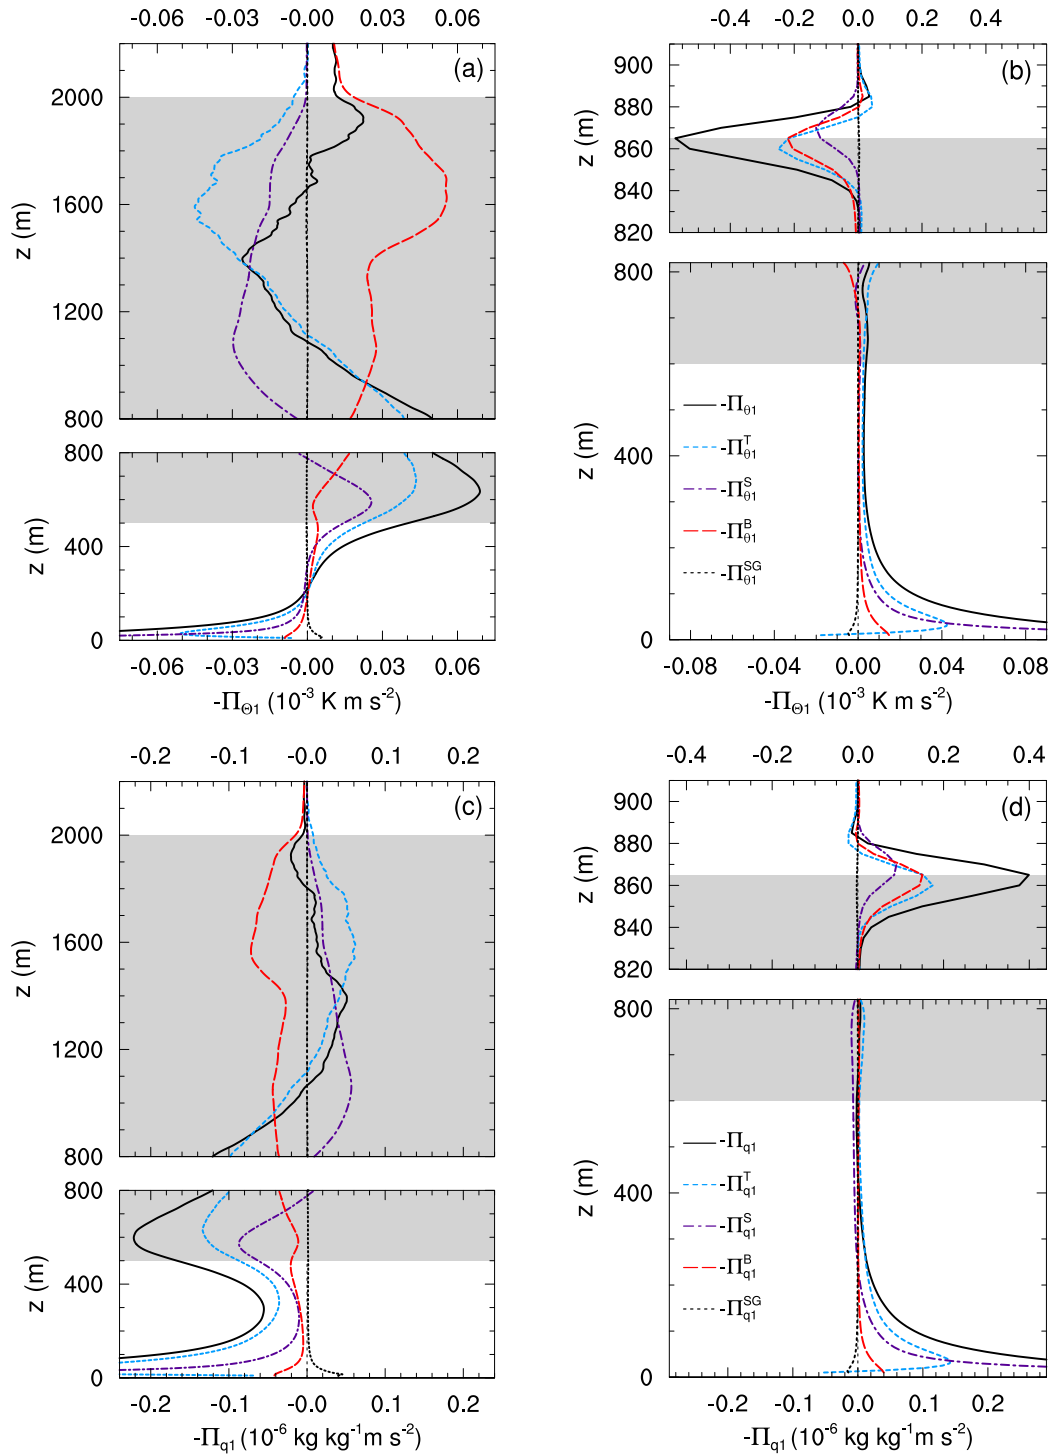 -0.06 -0.03 -0.00 0.03 0.06
(a)
2000
1600
1200
800
z (m)
800
400
0
z (m)
-0.06 -0.03 -0.00 0.03 0.06
-Π_Θ1 (10⁻³ K m s⁻²)
-0.4 -0.2 0.0 0.2 0.4
(b)
900
880
860
840
820
z (m)
800
400
0
z (m)
-Π_θ1
-Π_θ1^T
-Π_θ1^S
-Π_θ1^B
-Π_θ1^SG
-0.08 -0.04 0.00 0.04 0.08
-Π_Θ1 (10⁻³ K m s⁻²)
-0.2 -0.1 -0.0 0.1 0.2
(c)
2000
1600
1200
800
z (m)
800
400
0
z (m)
-0.2 -0.1 -0.0 0.1 0.2
-Π_q1 (10⁻⁶ kg kg⁻¹m s⁻²)
-0.4 -0.2 0.0 0.2 0.4
(d)
900
880
860
840
820
z (m)
800
400
0
z (m)
-Π_q1
-Π_q1^T
-Π_q1^S
-Π_q1^B
-Π_q1^SG
-0.2 -0.1 0.0 0.1 0.2
-Π_q1 (10⁻⁶ kg kg⁻¹m s⁻²)